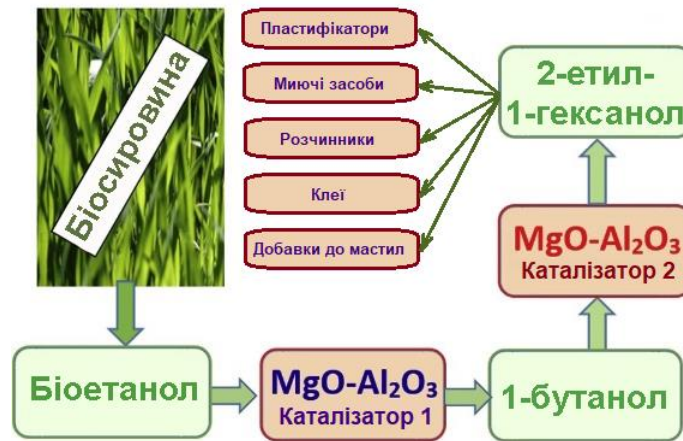 Біосировина
Пластифікатори
Миючі засоби
Розчинники
Клеї
Добавки до мастил
2-етил-
1-гексанол
MgO-Al₂O₃
Каталізатор 2
Біоетанол
MgO-Al₂O₃
Каталізатор 1
1-бутанол